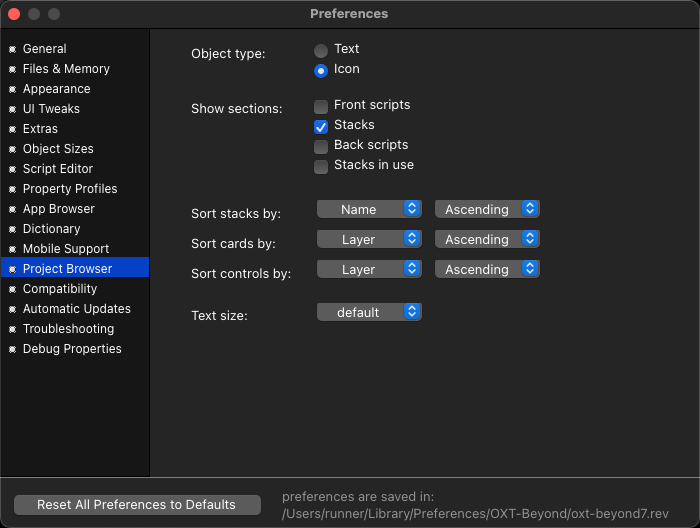 Preferences
General
Files & Memory
Appearance
UI Tweaks
Extras
Object Sizes
Script Editor
Property Profiles
App Browser
Dictionary
Mobile Support
Project Browser
Compatibility
Automatic Updates
Troubleshooting
Debug Properties
Object type:
Text
Icon
Show sections:
Front scripts
Stacks
Back scripts
Stacks in use
Sort stacks by: Name Ascending
Sort cards by: Layer Ascending
Sort controls by: Layer Ascending
Text size: default
Reset All Preferences to Defaults
preferences are saved in:
/Users/runner/Library/Preferences/OXT-Beyond/oxt-beyond7.rev